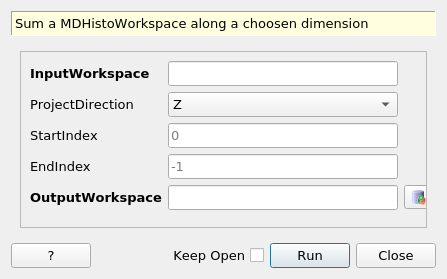 Sum a MDHistoWorkspace along a choosen dimension
InputWorkspace
ProjectDirection Z
StartIndex 0
EndIndex -1
OutputWorkspace
? Keep Open Run Close